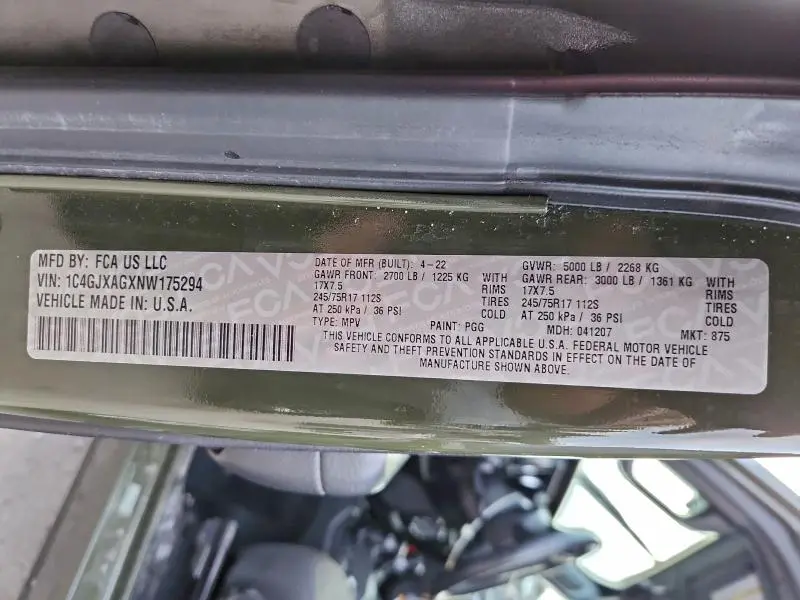 MFD BY: FCA US LLC
VIN: 1C4GJXAGXNW175294
VEHICLE MADE IN: U.S.A.
DATE OF MFR (BUILT): 4-22
GAWR FRONT: 2700 LB / 1225 KG WITH
17X7.5 RIMS
245/75R17 112S TIRES
AT 250 kPa / 36 PSI COLD
TYPE: MPV PAINT: PGG
GVWR: 5000 LB / 2268 KG
GAWR REAR: 3000 LB / 1361 KG WITH
17X7.5 RIMS
245/75R17 112S TIRES
AT 250 kPa / 36 PSI COLD
MDH: 041207 MKT: 875
THIS VEHICLE CONFORMS TO ALL APPLICABLE U.S.A. FEDERAL MOTOR VEHICLE
SAFETY AND THEFT PREVENTION STANDARDS IN EFFECT ON THE DATE OF
MANUFACTURE SHOWN ABOVE.